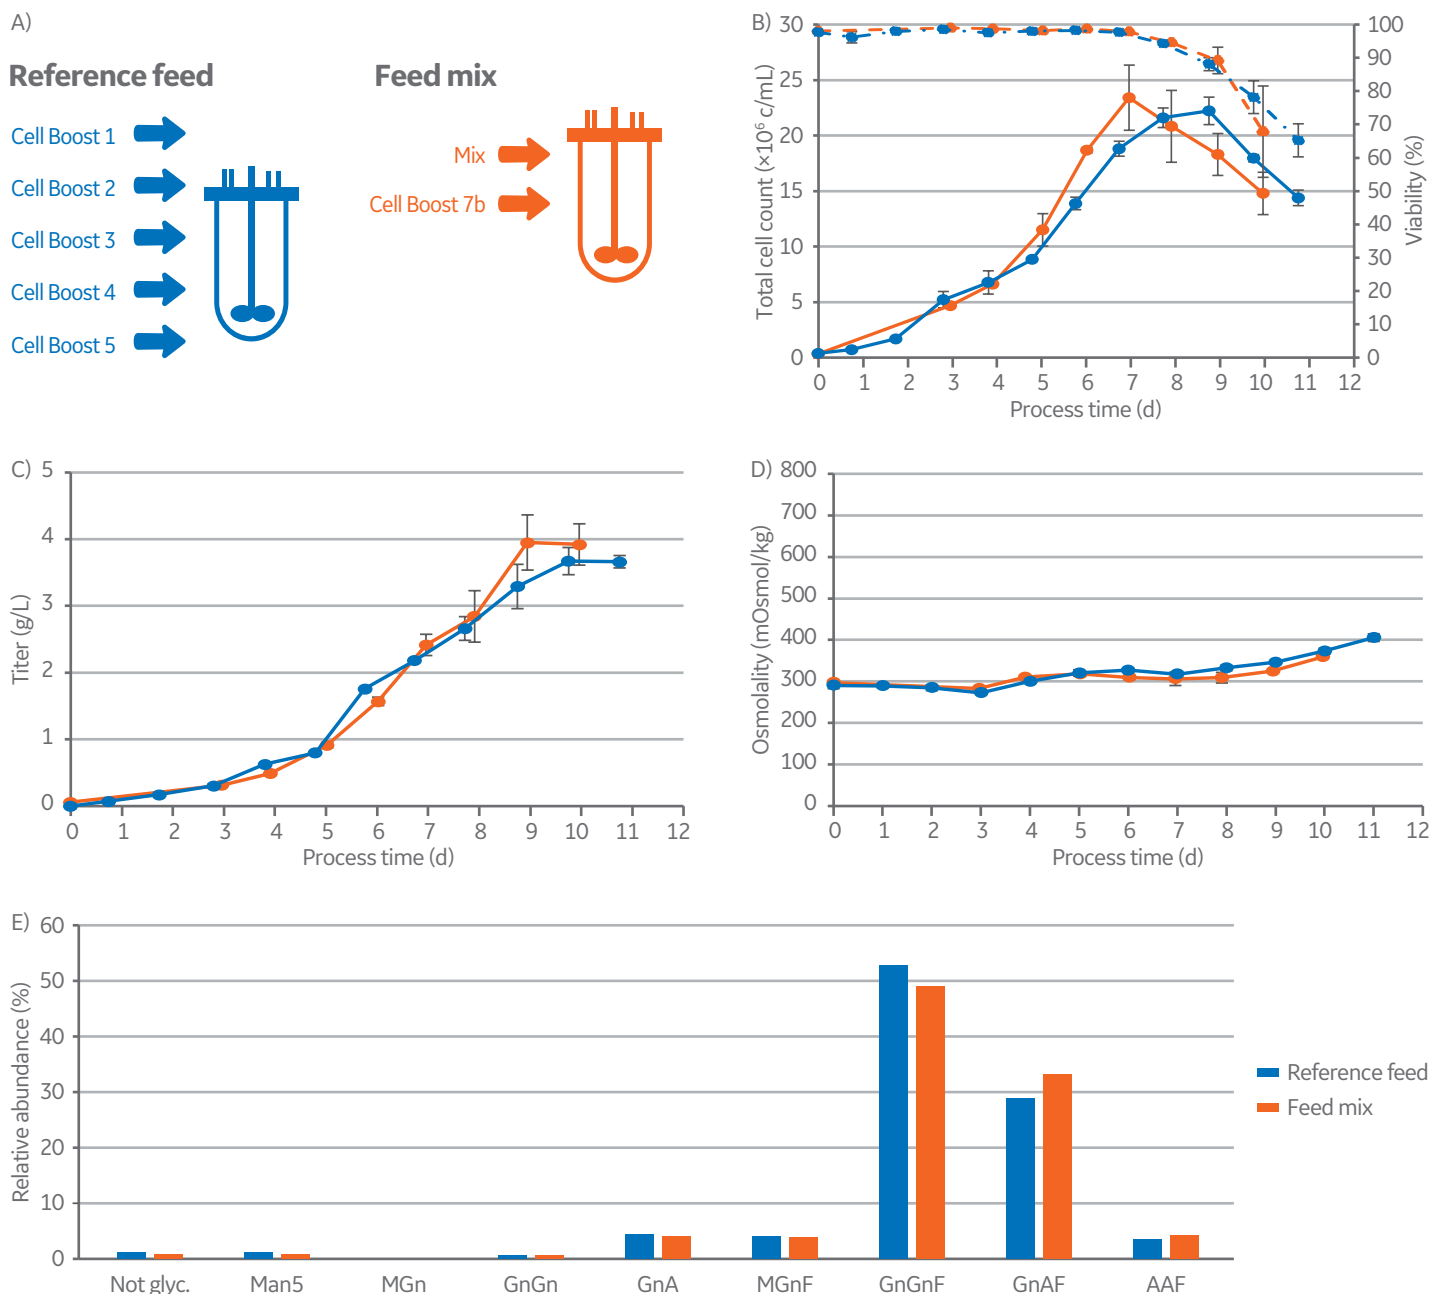 A)
Reference feed
Cell Boost 1
Cell Boost 2
Cell Boost 3
Cell Boost 4
Cell Boost 5
Feed mix
Mix
Cell Boost 7b
B)
Total cell count (×10⁶ c/mL)
30
25
20
15
10
5
0
100
90
80
70
60
50
40
30
20
10
0
Viability (%)
0 1 2 3 4 5 6 7 8 9 10 11 12
Process time (d)
C)
Titer (g/L)
5
4
3
2
1
0
0 1 2 3 4 5 6 7 8 9 10 11 12
Process time (d)
D)
Osmolality (mOsmol/kg)
800
700
600
500
400
300
200
100
0
0 1 2 3 4 5 6 7 8 9 10 11 12
Process time (d)
E)
Relative abundance (%)
60
50
40
30
20
10
0
Not glyc. Man5 MGn GnGn GnA MGnF GnGnF GnAF AAF
Reference feed
Feed mix